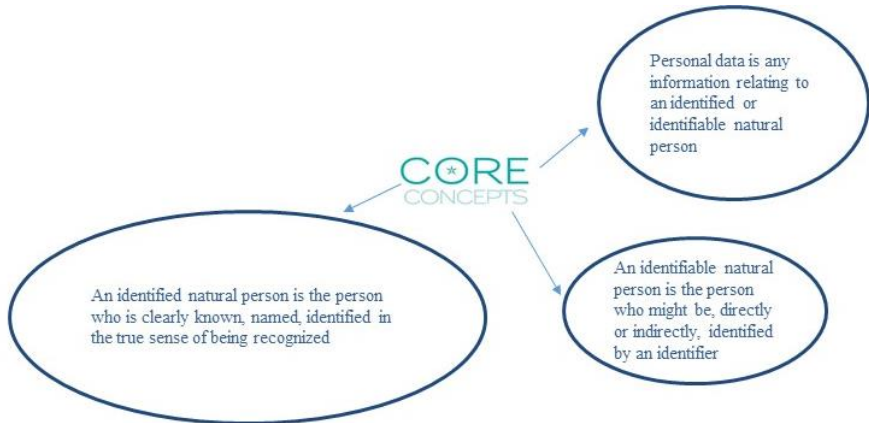 Personal data is any
information relating to
an identified or
identifiable natural
person
CORE
CONCEPTS
An identified natural person is the person
who is clearly known, named, identified in
the true sense of being recognized
An identifiable natural
person is the person
who might be, directly
or indirectly, identified
by an identifier